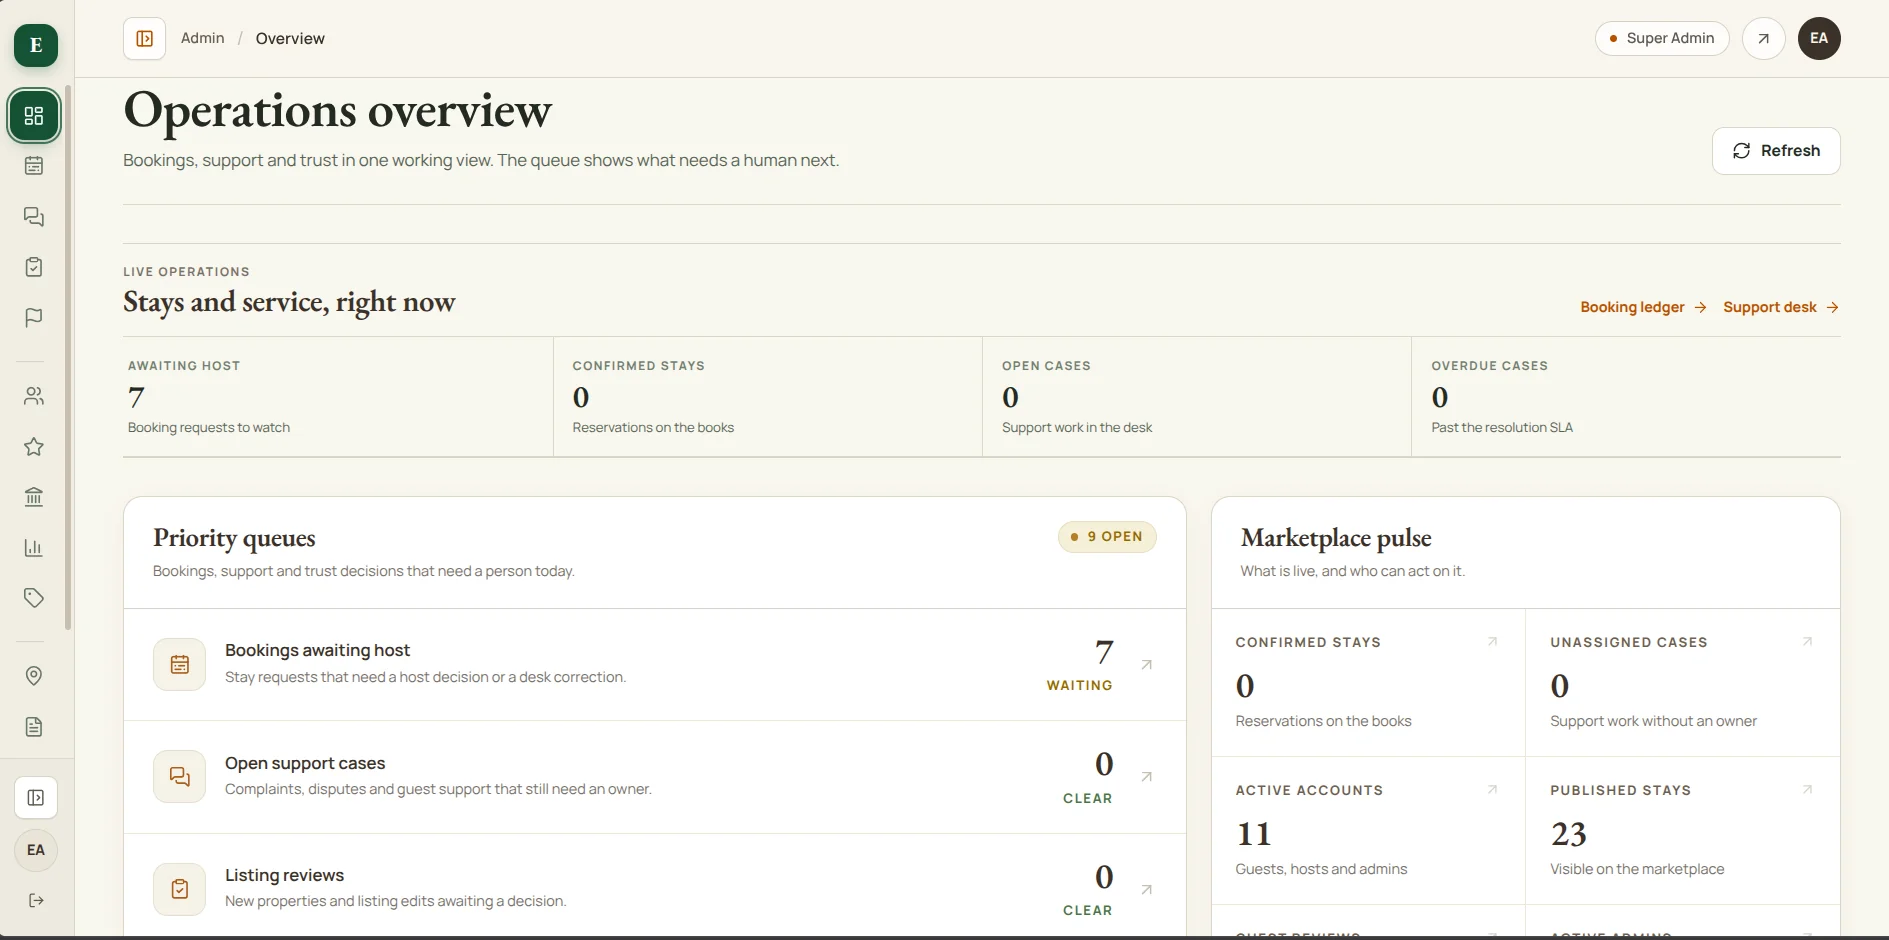 E
Admin / Overview
Super Admin
EA
Operations overview
Bookings, support and trust in one working view. The queue shows what needs a human next.
Refresh
LIVE OPERATIONS
Stays and service, right now
Booking ledger
Support desk
AWAITING HOST
7
Booking requests to watch
CONFIRMED STAYS
0
Reservations on the books
OPEN CASES
0
Support work in the desk
OVERDUE CASES
0
Past the resolution SLA
Priority queues
Bookings, support and trust decisions that need a person today.
9 OPEN
Bookings awaiting host
Stay requests that need a host decision or a desk correction.
7
WAITING
Open support cases
Complaints, disputes and guest support that still need an owner.
0
CLEAR
Listing reviews
New properties and listing edits awaiting a decision.
0
CLEAR
Marketplace pulse
What is live, and who can act on it.
CONFIRMED STAYS
0
Reservations on the books
UNASSIGNED CASES
0
Support work without an owner
ACTIVE ACCOUNTS
11
Guests, hosts and admins
PUBLISHED STAYS
23
Visible on the marketplace
GUEST REVIEWS
ACTIVE ADMINS
EA